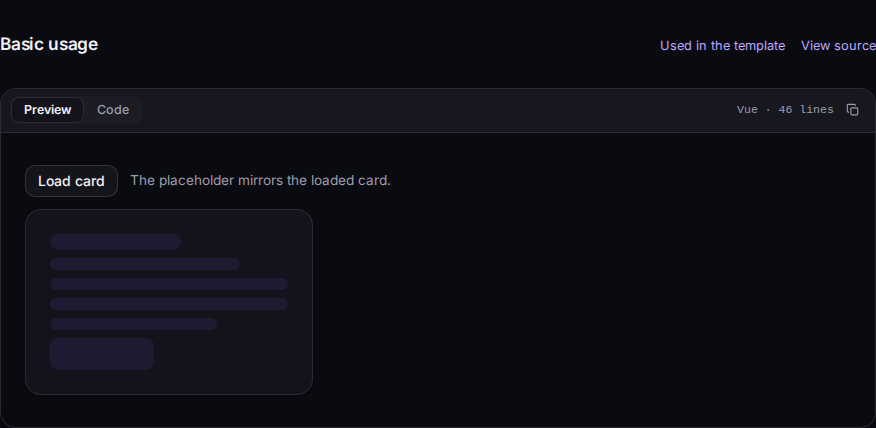 Basic usage
Used in the template View source
Preview Code
Vue · 46 lines
Load card
The placeholder mirrors the loaded card.